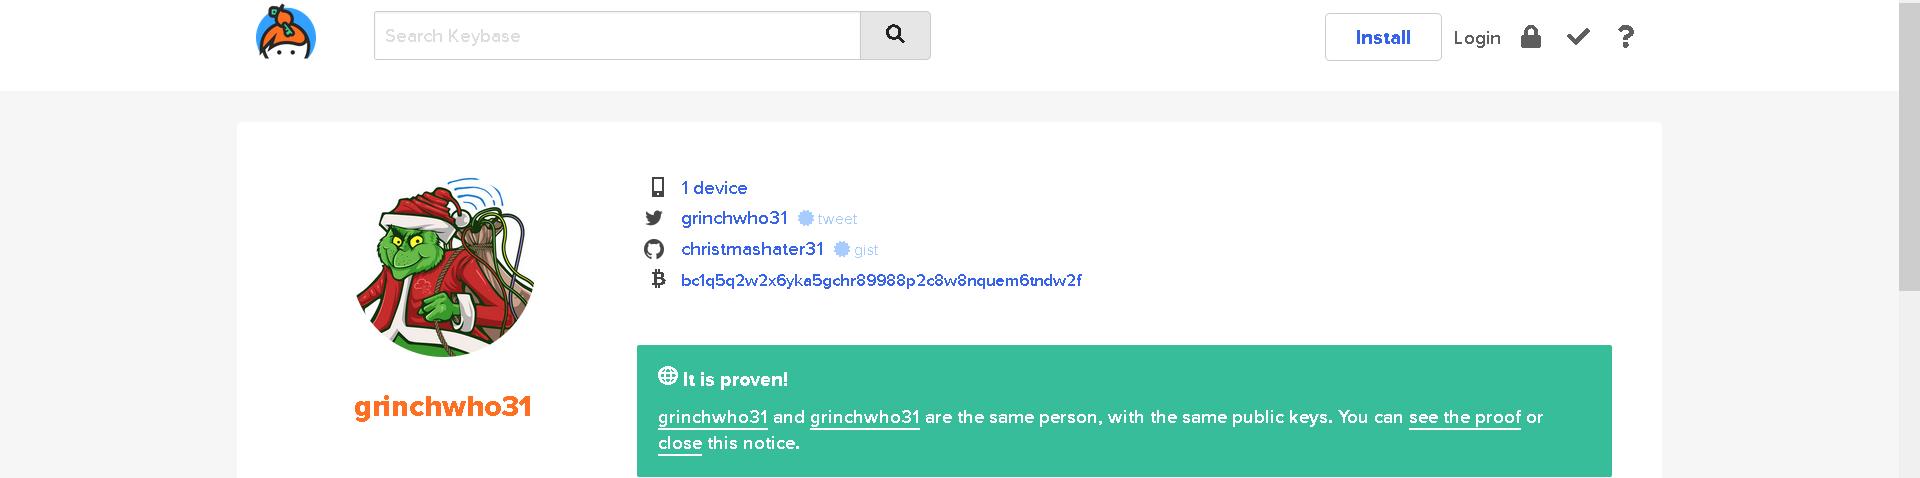 Search Keybase
Install
Login
1 device
grinchwho31 tweet
christmashater31 gist
bc1q5q2w2x6yka5gchr89988p2c8w8nquem6tndw2f
grinchwho31
It is proven!
grinchwho31 and grinchwho31 are the same person, with the same public keys. You can see the proof or
close this notice.